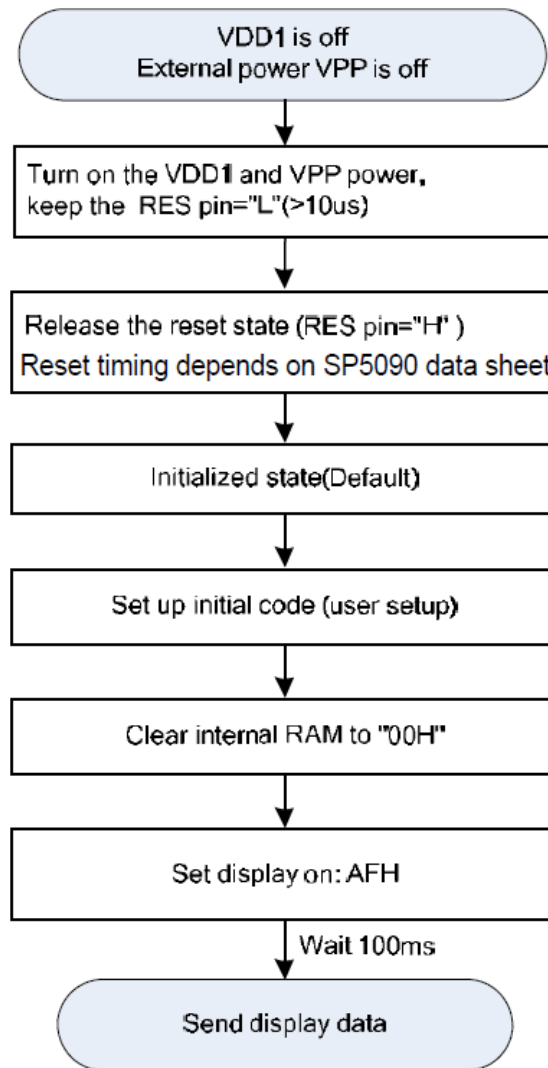 VDD1 is off
External power VPP is off
Turn on the VDD1 and VPP power,
keep the RES pin="L"(>10us)
Release the reset state (RES pin="H" )
Reset timing depends on SP5090 data sheet
Initialized state(Default)
Set up initial code (user setup)
Clear internal RAM to "00H"
Set display on: AFH
Wait 100ms
Send display data